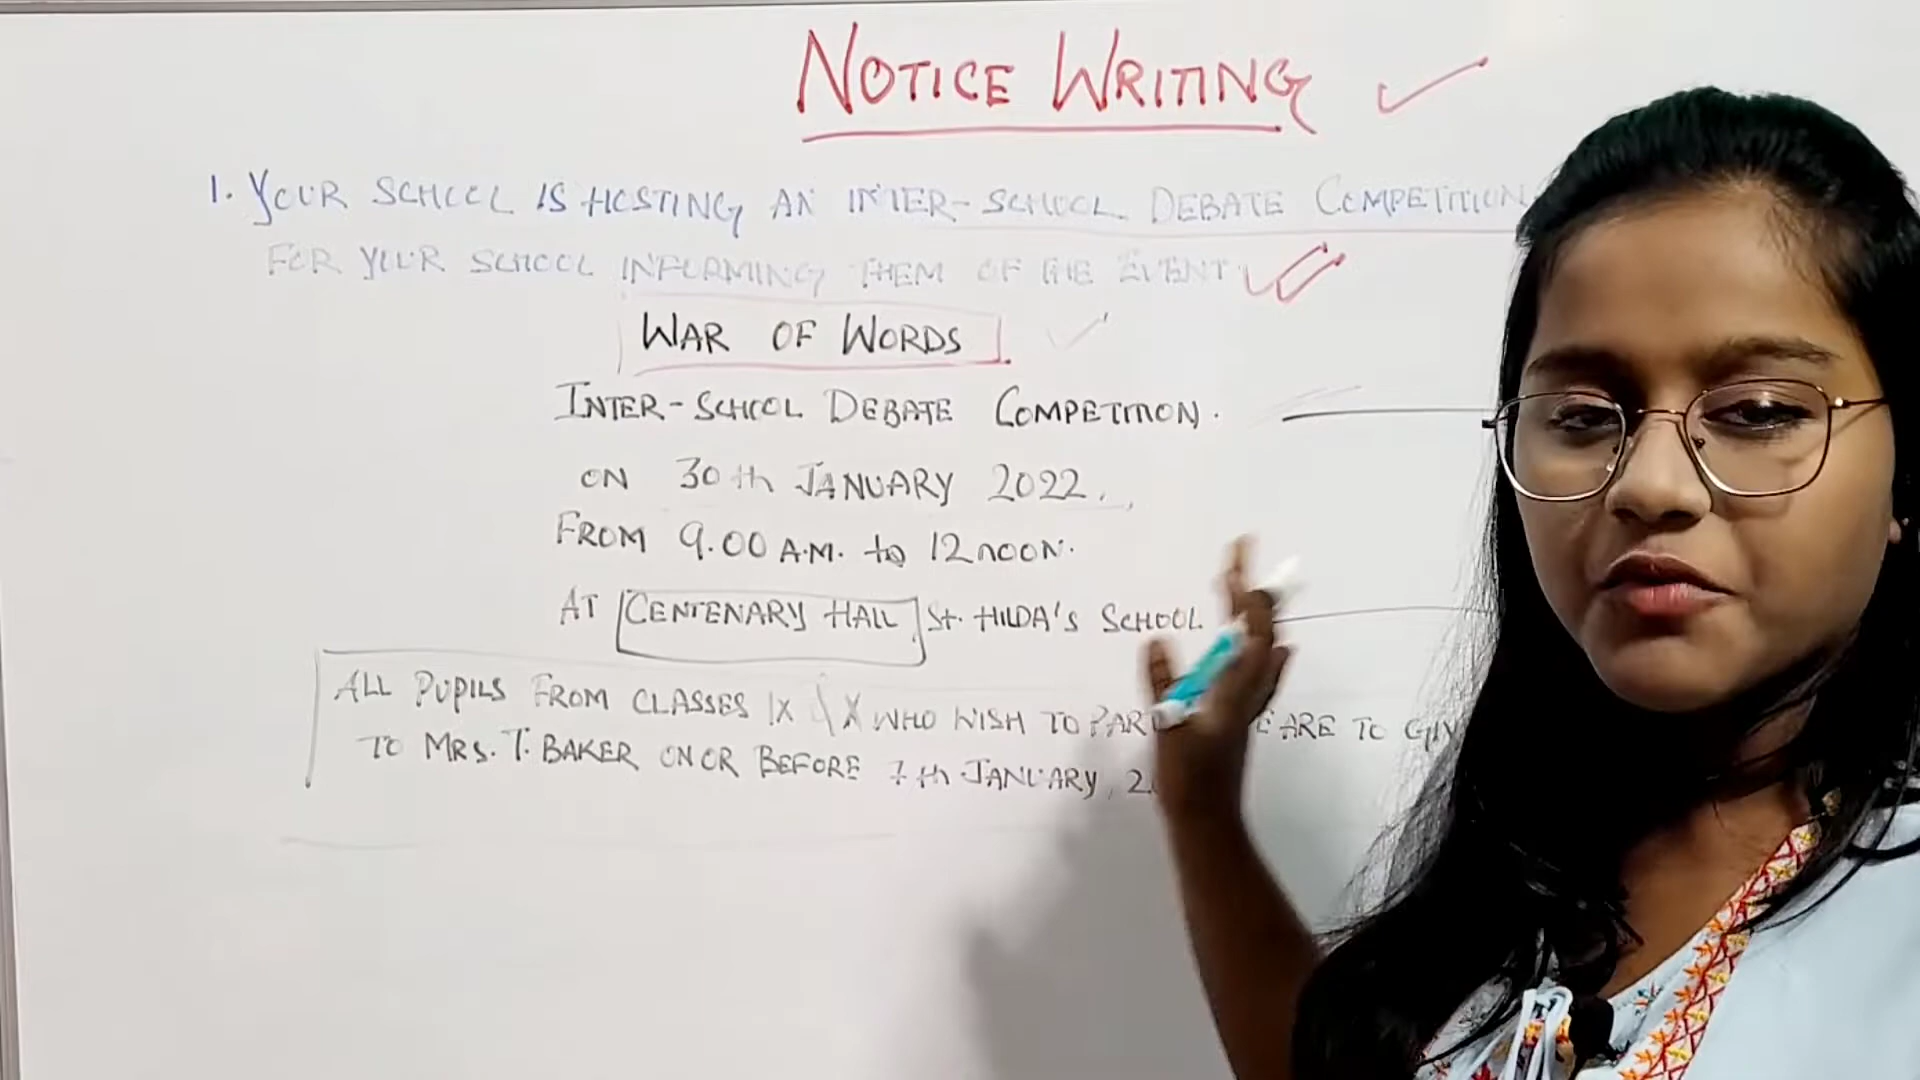 NOTICE WRITING
1. YOUR SCHOOL IS HOSTING AN INTER-SCHOOL DEBATE COMPETITION
FOR YOUR SCHOOL INFORMING THEM OF THE EVENT
WAR OF WORDS
INTER-SCHOOL DEBATE COMPETITION.
ON 30th JANUARY 2022.
FROM 9.00 A.M. to 12 NOON.
AT CENTENARY HALL St. HILDA'S SCHOOL
ALL PUPILS FROM CLASSES IX & X WHO WISH TO ARE TO
TO MRS. T. BAKER ON OR BEFORE 7th JANUARY,